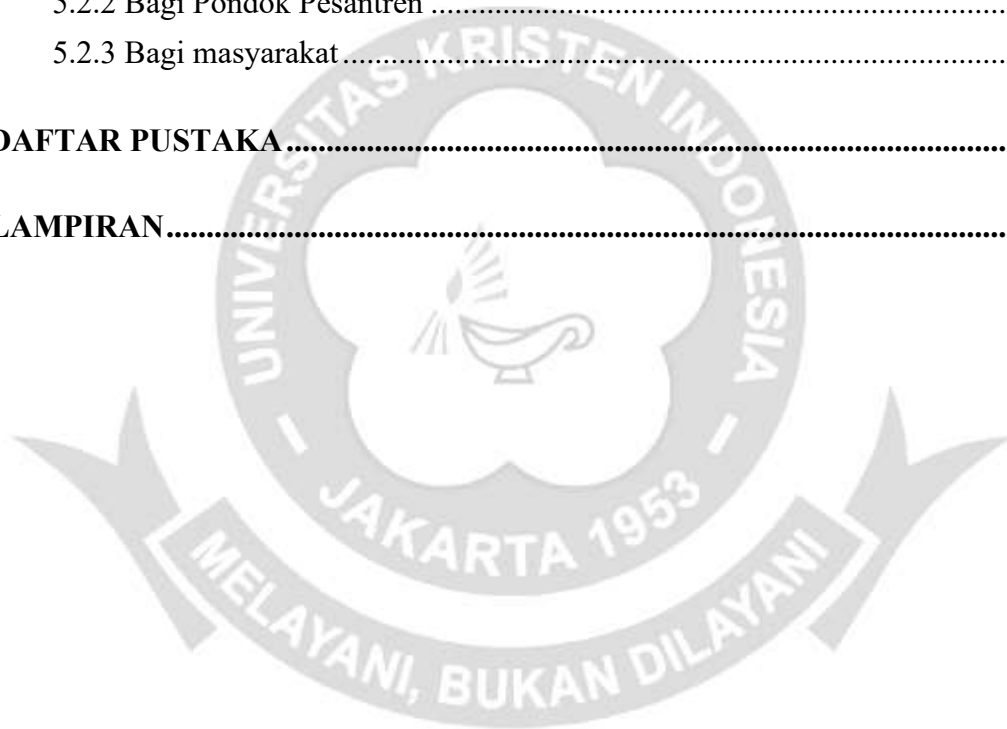 5.2.2 Bagi Pondok Pesantren ........................................................................
5.2.3 Bagi masyarakat ....................................................................................
DAFTAR PUSTAKA ....................................................................................
LAMPIRAN ....................................................................................................
UNIVERSITAS KRISTEN INDONESIA
- JAKARTA 1953 -
MELAYANI, BUKAN DILAYANI